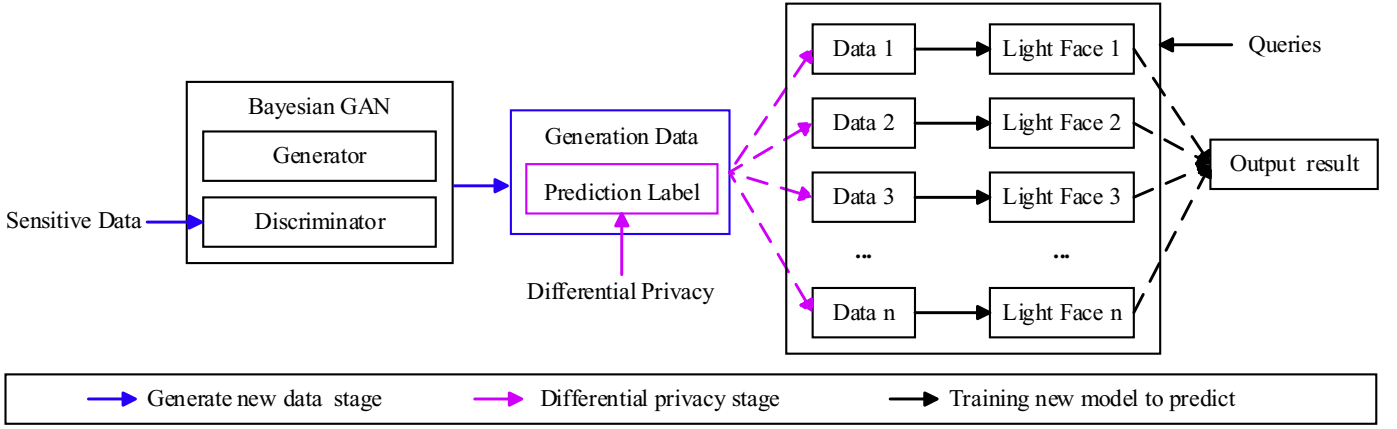 Bayesian GAN
Generator
Discriminator
Sensitive Data
Generation Data
Prediction Label
Differential Privacy
Data 1
Light Face 1
Data 2
Light Face 2
Data 3
Light Face 3
... ...
Data n
Light Face n
Queries
Output result
Generate new data stage
Differential privacy stage
Training new model to predict